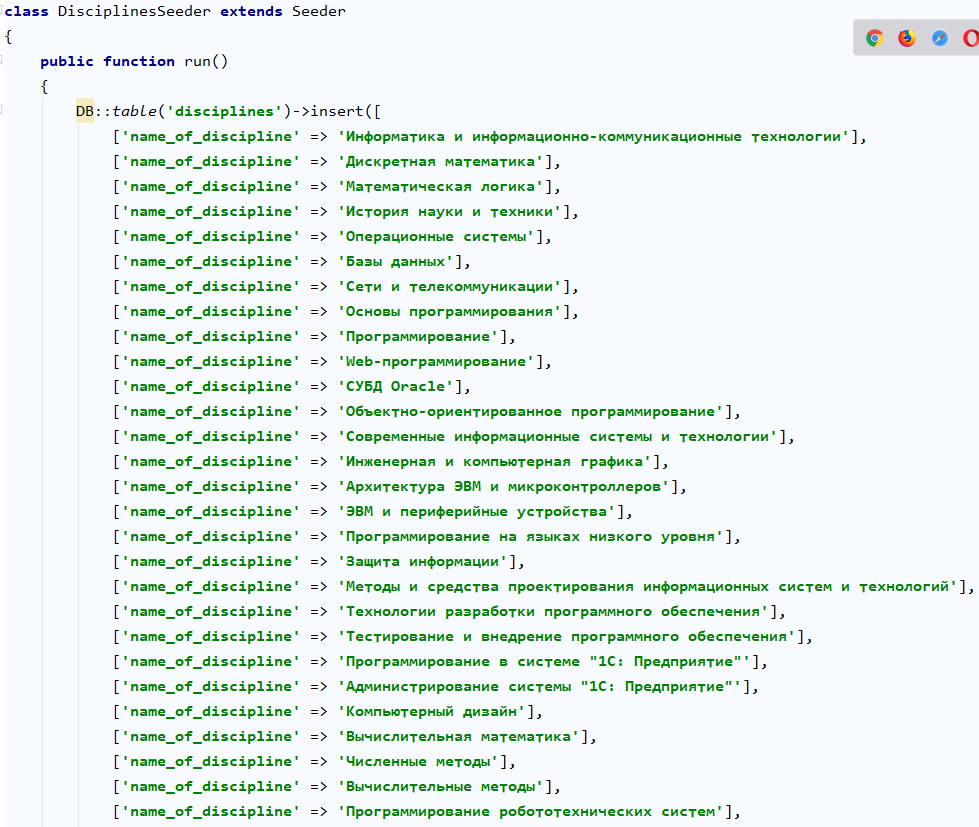 class DisciplinesSeeder extends Seeder
{
public function run()
{
DB::table('disciplines')->insert([
['name_of_discipline' => 'Информатика и информационно-коммуникационные технологии'],
['name_of_discipline' => 'Дискретная математика'],
['name_of_discipline' => 'Математическая логика'],
['name_of_discipline' => 'История науки и техники'],
['name_of_discipline' => 'Операционные системы'],
['name_of_discipline' => 'Базы данных'],
['name_of_discipline' => 'Сети и телекоммуникации'],
['name_of_discipline' => 'Основы программирования'],
['name_of_discipline' => 'Программирование'],
['name_of_discipline' => 'Web-программирование'],
['name_of_discipline' => 'СУБД Oracle'],
['name_of_discipline' => 'Объектно-ориентированное программирование'],
['name_of_discipline' => 'Современные информационные системы и технологии'],
['name_of_discipline' => 'Инженерная и компьютерная графика'],
['name_of_discipline' => 'Архитектура ЭВМ и микроконтроллеров'],
['name_of_discipline' => 'ЭВМ и периферийные устройства'],
['name_of_discipline' => 'Программирование на языках низкого уровня'],
['name_of_discipline' => 'Защита информации'],
['name_of_discipline' => 'Методы и средства проектирования информационных систем и технологий'],
['name_of_discipline' => 'Технологии разработки программного обеспечения'],
['name_of_discipline' => 'Тестирование и внедрение программного обеспечения'],
['name_of_discipline' => 'Программирование в системе "1С: Предприятие"'],
['name_of_discipline' => 'Администрирование системы "1С: Предприятие"'],
['name_of_discipline' => 'Компьютерный дизайн'],
['name_of_discipline' => 'Вычислительная математика'],
['name_of_discipline' => 'Численные методы'],
['name_of_discipline' => 'Вычислительные методы'],
['name_of_discipline' => 'Программирование робототехнических систем'],